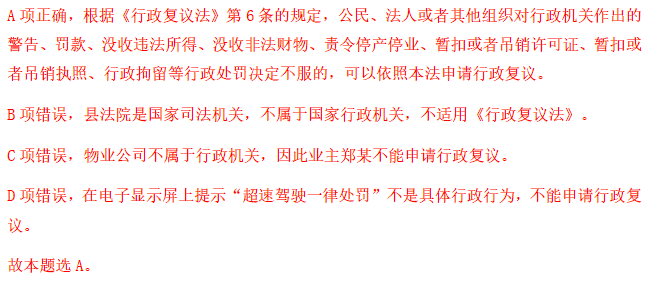 A 项正确，根据《行政复议法》第 6 条的规定，公民、法人或者其他组织对行政机关作出的
警告、罚款、没收违法所得、没收非法财物、责令停产停业、暂扣或者吊销许可证、暂扣或
者吊销执照、行政拘留等行政处罚决定不服的，可以依照本法申请行政复议。
B 项错误，县法院是国家司法机关，不属于国家行政机关，不适用《行政复议法》。
C 项错误，物业公司不属于行政机关，因此业主郑某不能申请行政复议。
D 项错误，在电子显示屏上提示“超速驾驶一律处罚”不是具体行政行为，不能申请行政复
议。
故本题选 A。